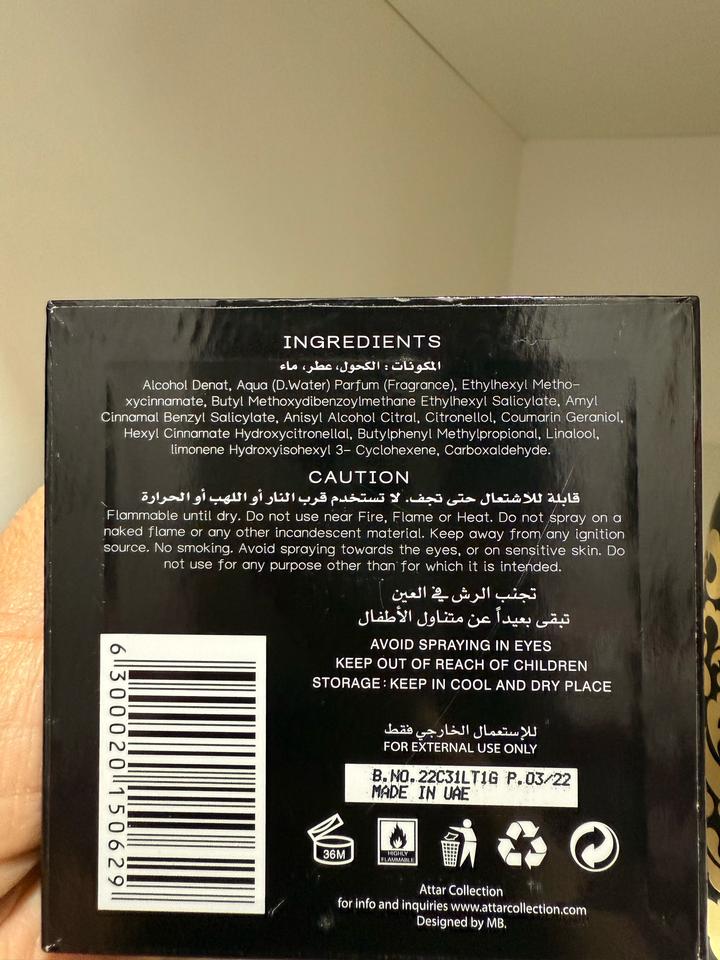 INGREDIENTS
المكونات : الكحول، عطر، ماء
Alcohol Denat, Aqua (D.Water) Parfum (Fragrance), Ethylhexyl Metho-
xycinnamate, Butyl Methoxydibenzoylmethane Ethylhexyl Salicylate, Amyl
Cinnamal Benzyl Salicylate, Anisyl Alcohol Citral, Citronellol, Coumarin Geraniol,
Hexyl Cinnamate Hydroxycitronellal, Butylphenyl Methylpropional, Linalool,
limonene Hydroxyisohexyl 3- Cyclohexene, Carboxaldehyde.
CAUTION
قابلة للاشتعال حتى تجف. لا تستخدم قرب النار أو اللهب أو الحرارة
Flammable until dry. Do not use near Fire, Flame or Heat. Do not spray on a
naked flame or any other incandescent material. Keep away from any ignition
source. No smoking. Avoid spraying towards the eyes, or on sensitive skin. Do
not use for any purpose other than for which it is intended.
تجنب الرش في العين
تبقى بعيداً عن متناول الأطفال
AVOID SPRAYING IN EYES
KEEP OUT OF REACH OF CHILDREN
STORAGE : KEEP IN COOL AND DRY PLACE
للإستعمال الخارجي فقط
FOR EXTERNAL USE ONLY
B.NO.22C31LT1G P.03/22
MADE IN UAE
6 300020 150629
36M
HIGHLY
FLAMMABLE
Attar Collection
for info and inquiries www.attarcollection.com
Designed by MB.